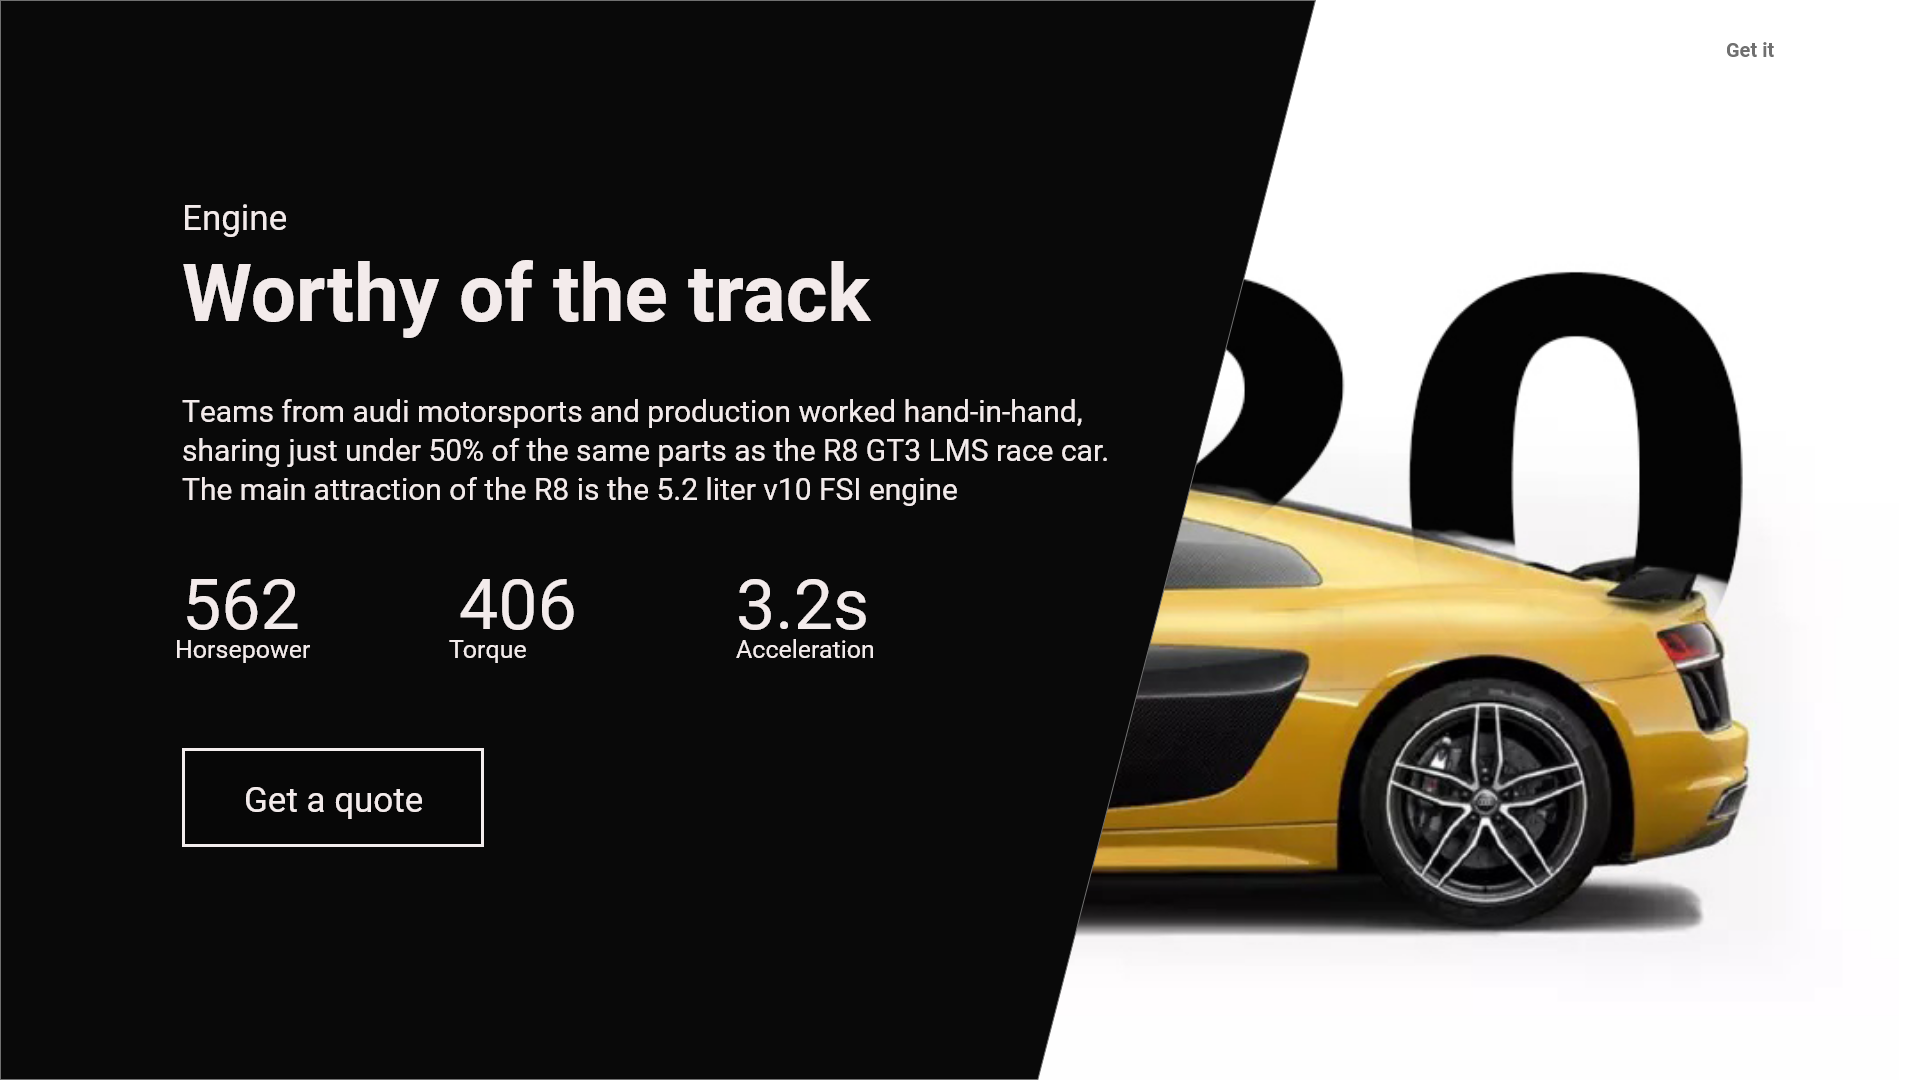 Get it
Engine
Worthy of the track
Teams from audi motorsports and production worked hand-in-hand,
sharing just under 50% of the same parts as the R8 GT3 LMS race car.
The main attraction of the R8 is the 5.2 liter v10 FSI engine
20
562 406 3.2s
Horsepower Torque Acceleration
Get a quote